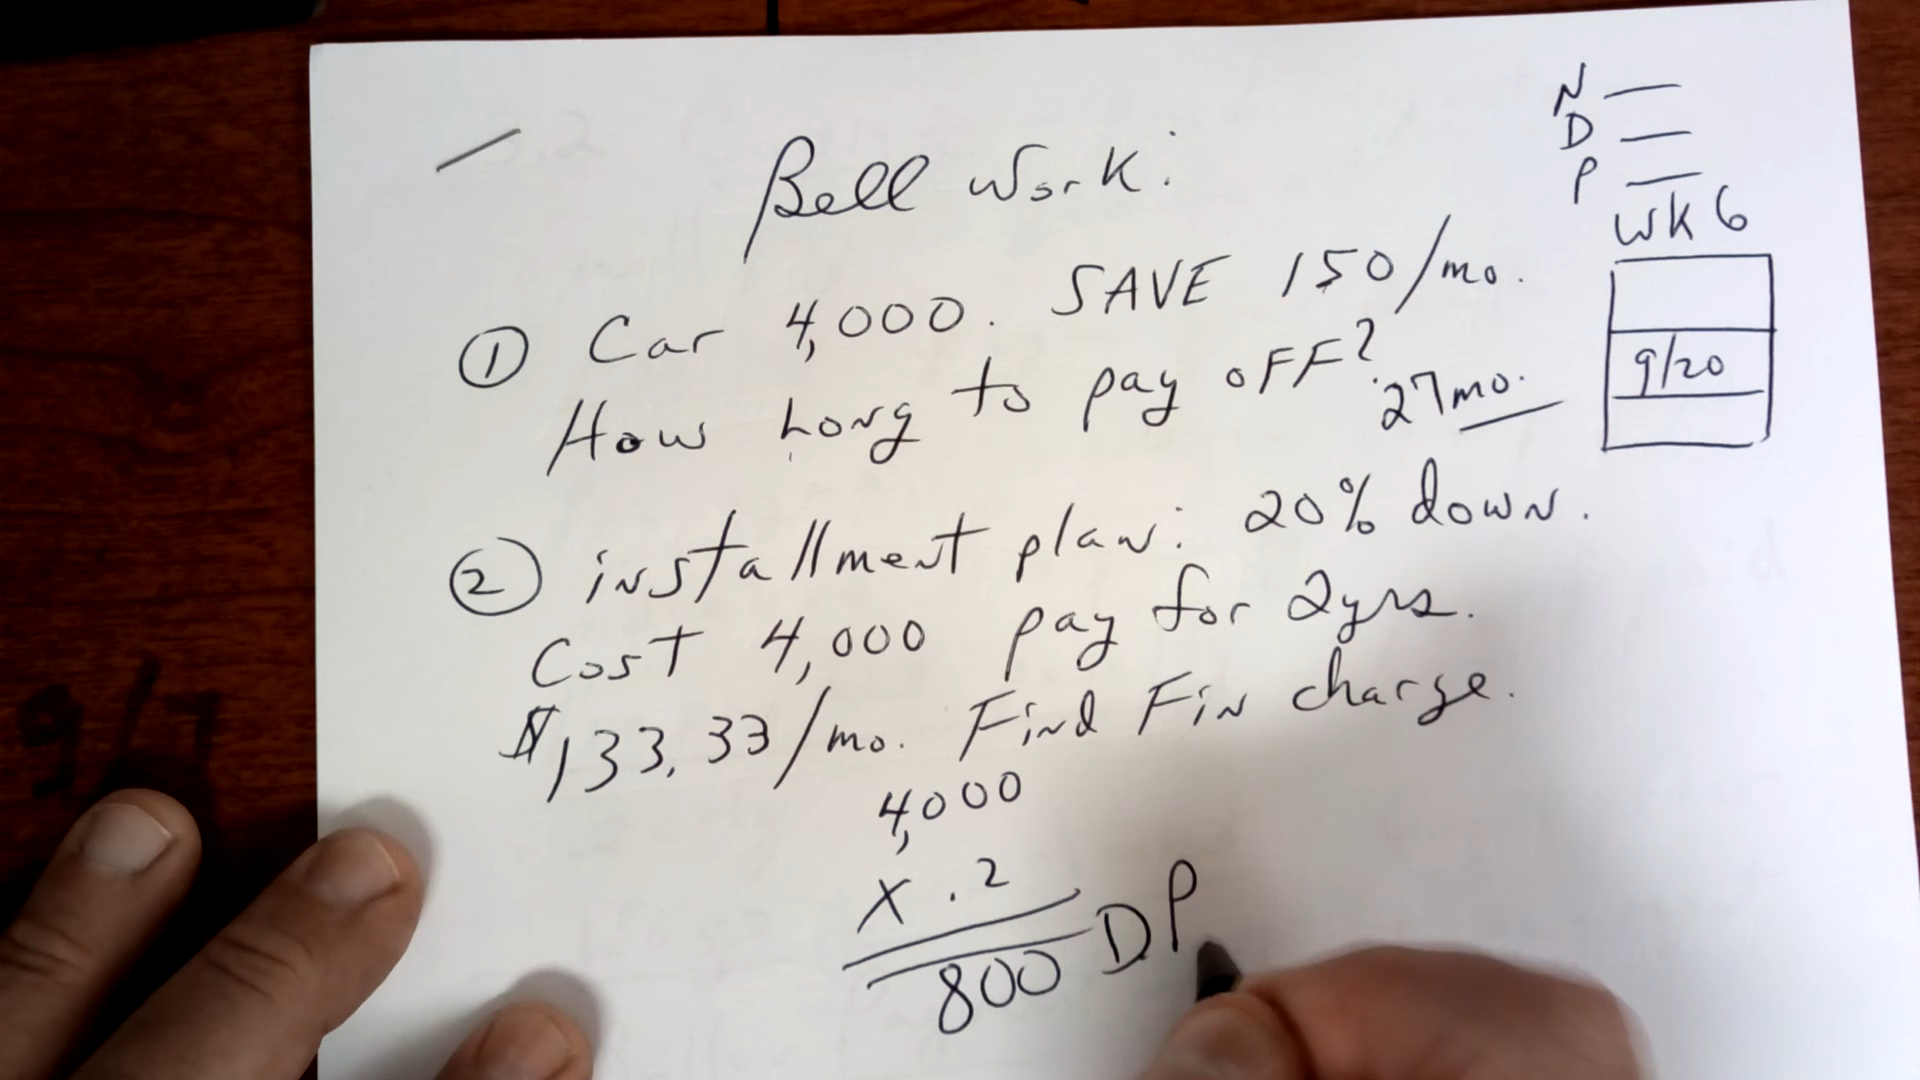 N —
D —
P —
WK 6
9/20
Bell Work:
① Car 4,000. SAVE 150/mo.
How Long to pay OFF? 27mo.
② installment plan: 20% down.
Cost 4,000 pay for 2yrs.
$133.33/mo. Find Fin charge.
4,000
X .2
800 DP